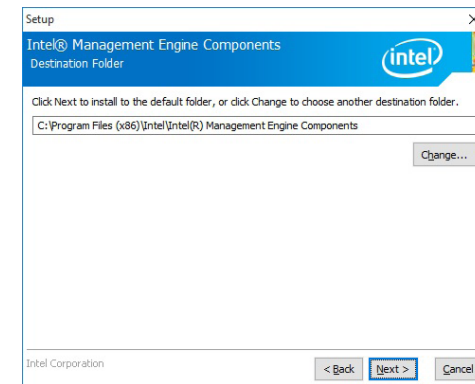 Setup
Intel® Management Engine Components
Destination Folder
intel
Click Next to install to the default folder, or click Change to choose another destination folder.
C:\Program Files (x86)\Intel\Intel(R) Management Engine Components
Change...
Intel Corporation
< Back
Next >
Cancel